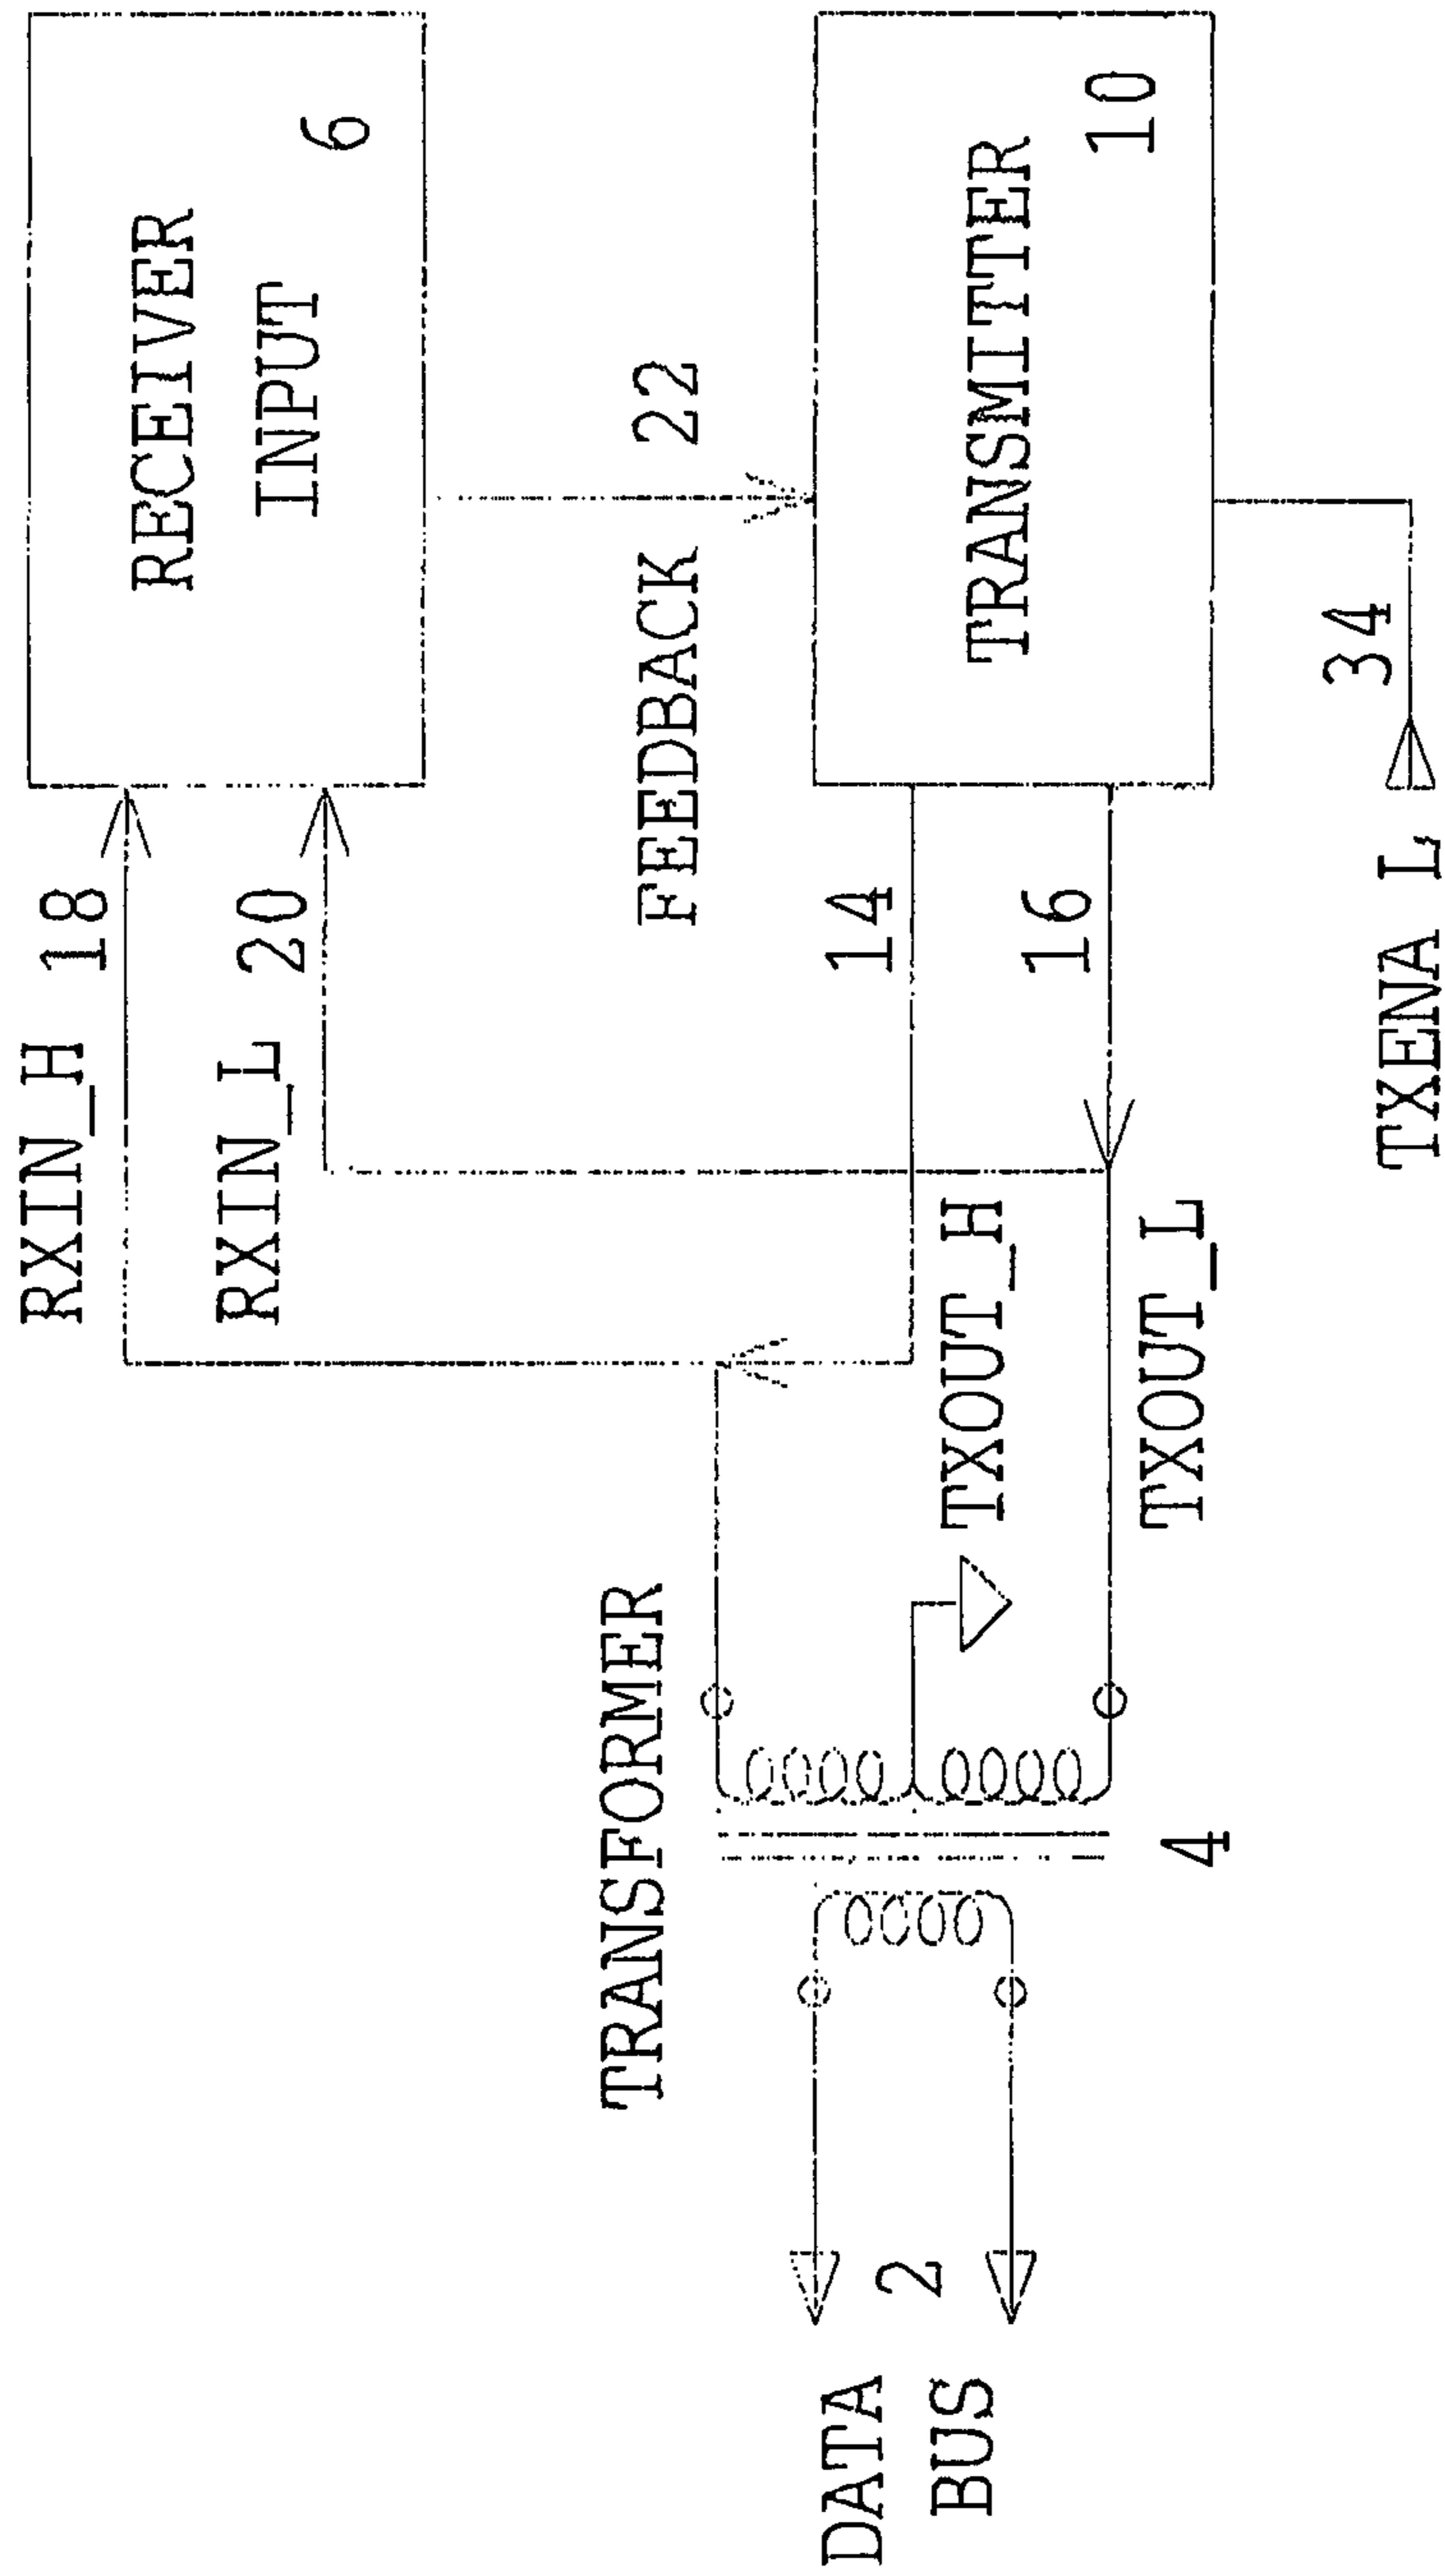 RXIN_H 18
RXIN_L 20
RECEIVER
INPUT
6
TRANSFORMER
FEEDBACK 22
DATA
BUS
2
4
14
TXOUT_H
16
TXOUT_L
TRANSMITTER
10
TXENA L
34